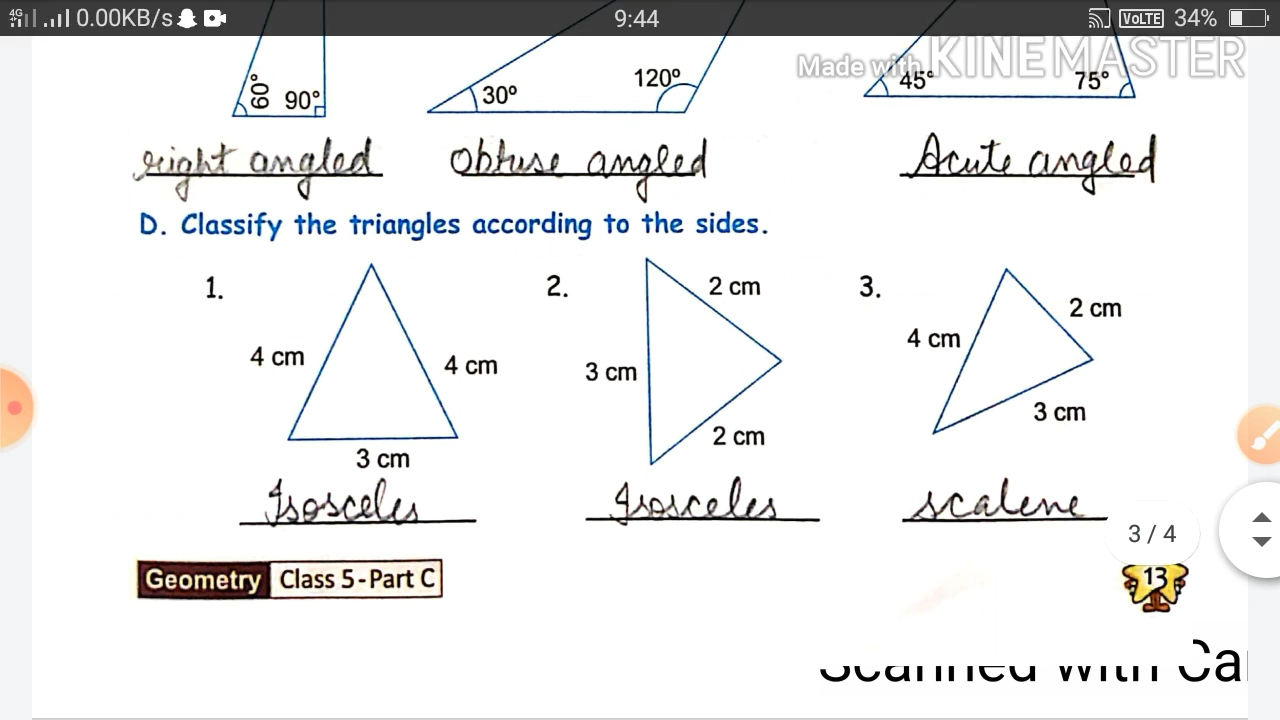 4G 0.00KB/s 9:44 VoLTE 34%
Made with KINEMASTER
60° 90° 30° 120° 45° 75°
right angled Obtuse angled Acute angled
D. Classify the triangles according to the sides.
1. 2. 3.
2 cm 2 cm
4 cm 4 cm 3 cm 4 cm
3 cm
3 cm 2 cm
Isosceles Isosceles scalene
3 / 4
Geometry Class 5-Part C 13
Scanned with Ca